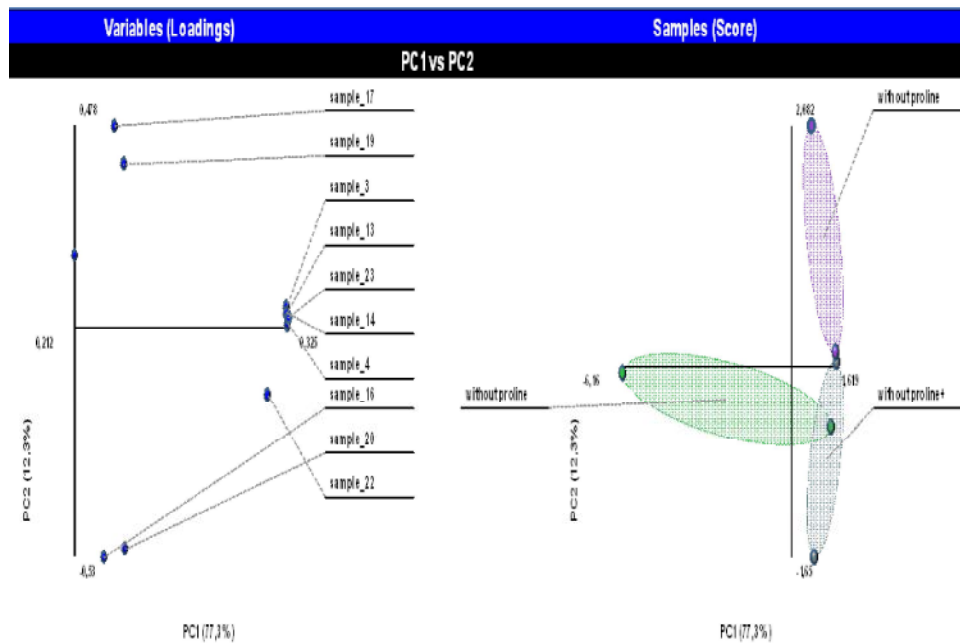 Variables (Loadings)
Samples (Score)
PC1 vs PC2
0,478
sample_17
sample_19
sample_3
sample_13
sample_23
sample_14
sample_4
sample_16
sample_20
sample_22
0,212
0,325
-0,53
PC2 (12,3%)
PC1 (77,3%)
2,682
without proline
-6,16
1,619
without proline
without proline+
-1,65
PC2 (12,3%)
PC1 (77,3%)